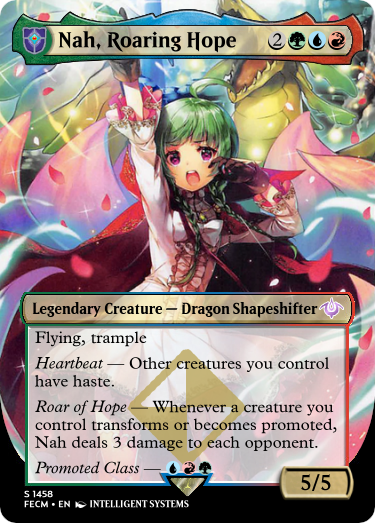 Nah, Roaring Hope 2
Legendary Creature — Dragon Shapeshifter
Flying, trample
Heartbeat — Other creatures you control
have haste.
Roar of Hope — Whenever a creature you
control transforms or becomes promoted,
Nah deals 3 damage to each opponent.
Promoted Class —
5/5
S 1458
FECM • EN INTELLIGENT SYSTEMS